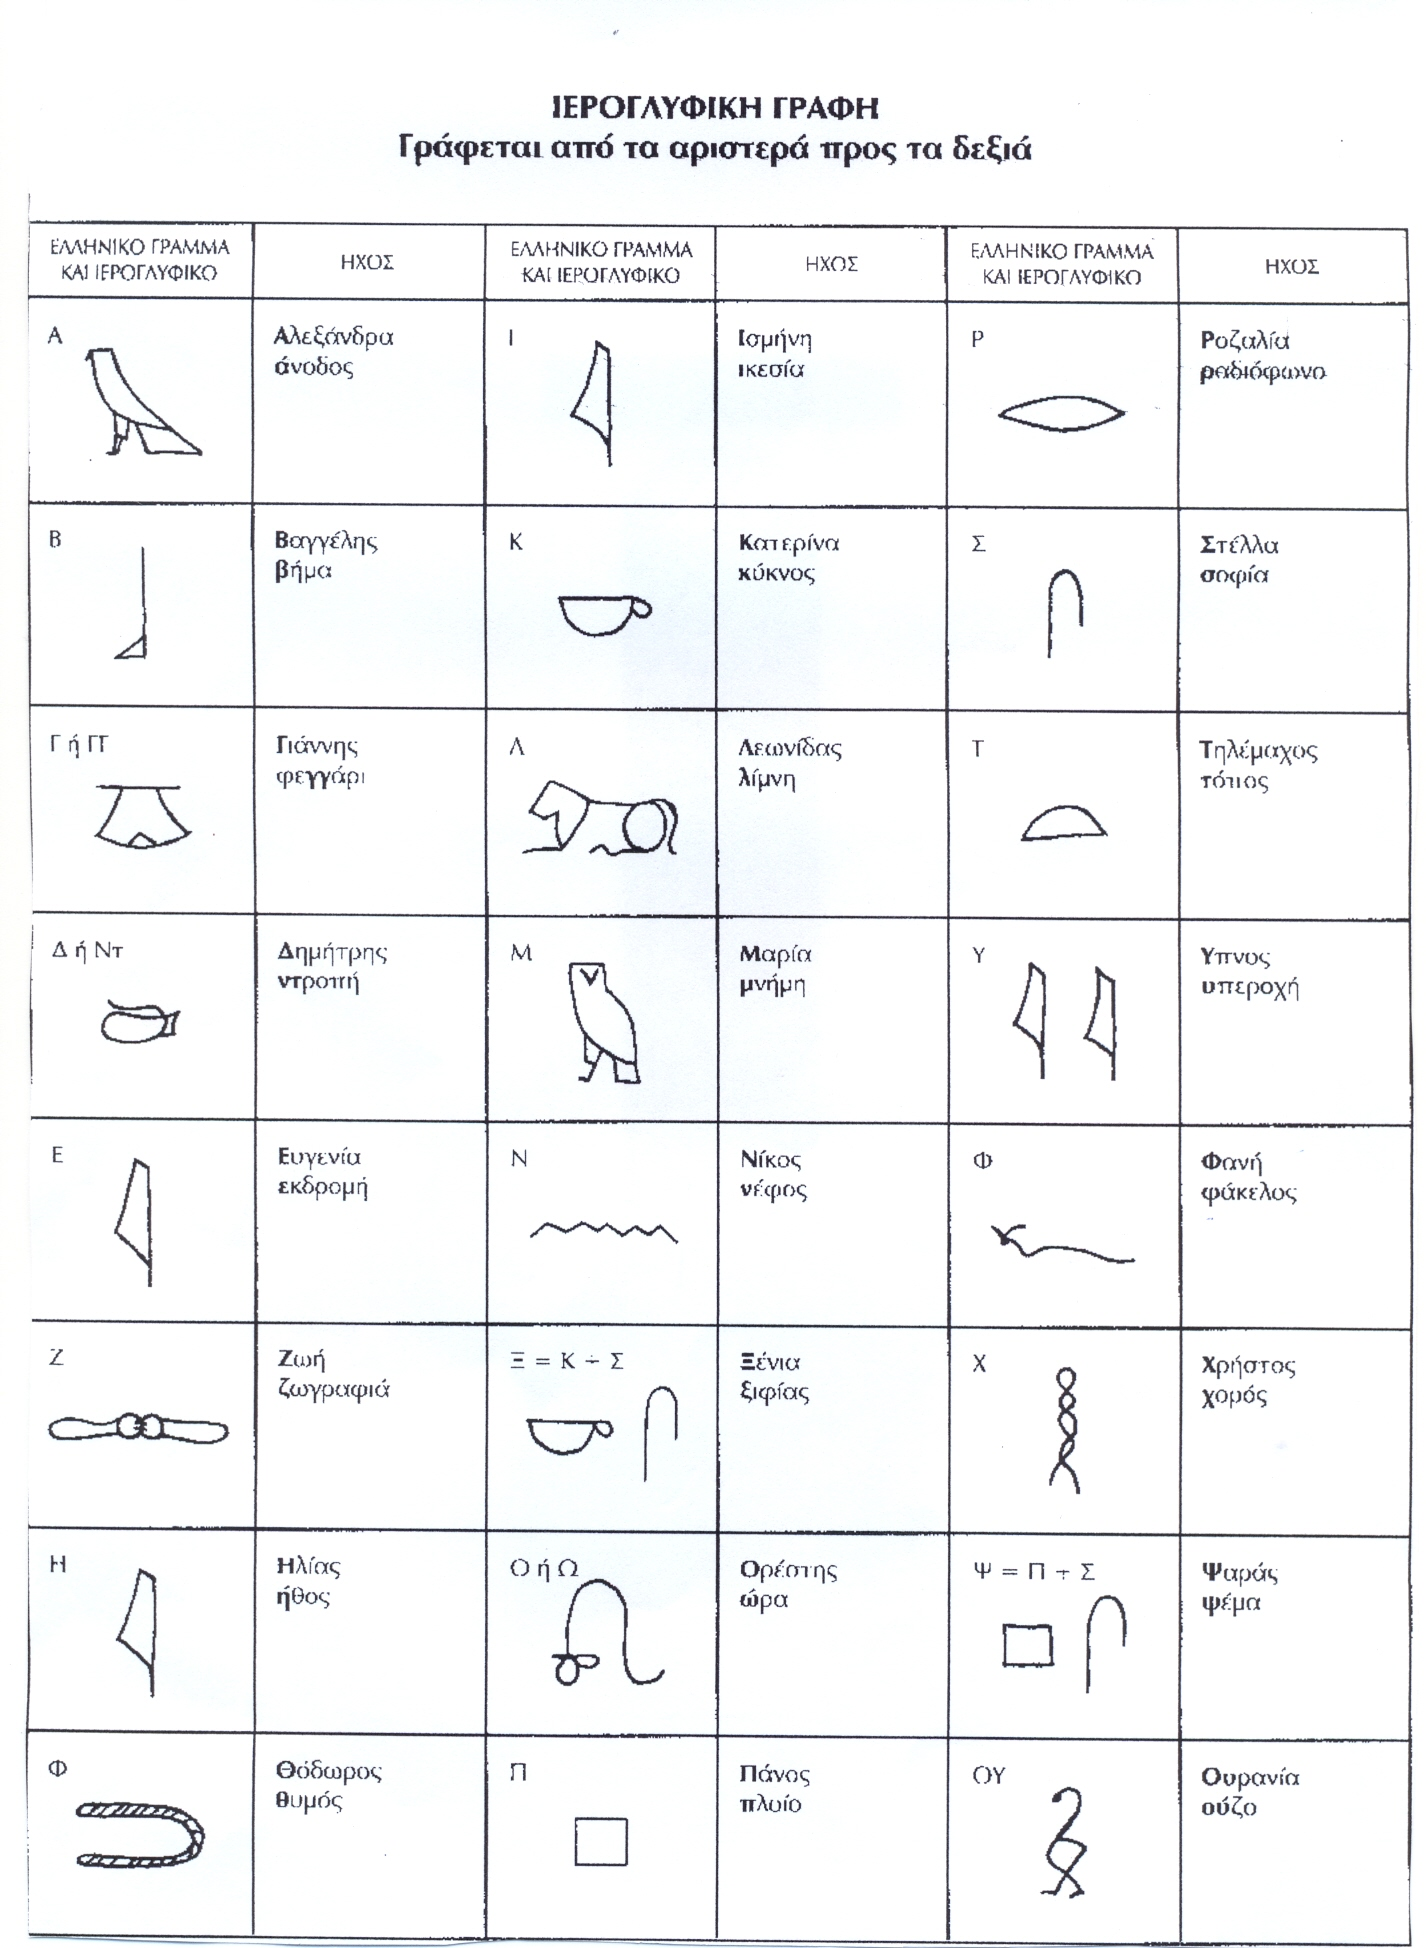 ΙΕΡΟΓΛΥΦΙΚΗ ΓΡΑΦΗ
Γράφεται από τα αριστερά προς τα δεξιά
ΕΛΛΗΝΙΚΟ ΓΡΑΜΜΑ
ΚΑΙ ΙΕΡΟΓΛΥΦΙΚΟ
ΗΧΟΣ
ΕΛΛΗΝΙΚΟ ΓΡΑΜΜΑ
ΚΑΙ ΙΕΡΟΓΛΥΦΙΚΟ
ΗΧΟΣ
ΕΛΛΗΝΙΚΟ ΓΡΑΜΜΑ
ΚΑΙ ΙΕΡΟΓΛΥΦΙΚΟ
ΗΧΟΣ
Α
Αλεξάνδρα
άνοδος
Ι
Ισμήνη
ικεσία
Ρ
Ροζαλία
ραδιόφωνο
Β
Βαγγέλης
βήμα
Κ
Κατερίνα
κύκνος
Σ
Στέλλα
σοφία
Γ ή ΓΓ
Γιάννης
φεγγάρι
Λ
Λεωνίδας
λίμνη
Τ
Τηλέμαχος
τόπος
Δ ή Ντ
Δημήτρης
ντροπή
Μ
Μαρία
μνήμη
Υ
Υπνος
υπεροχή
Ε
Ευγενία
εκδρομή
Ν
Νίκος
νέφος
Φ
Φανή
φάκελος
Ζ
Ζωή
ζωγραφιά
Ξ = Κ + Σ
Ξένια
ξιφίας
Χ
Χρήστος
χορός
Η
Ηλίας
ήθος
Ο ή Ω
Ορέστης
ώρα
Ψ = Π + Σ
Ψαράς
ψέμα
Φ
Θόδωρος
θυμός
Π
Πάνος
πλοίο
ΟΥ
Ουρανία
ούζο